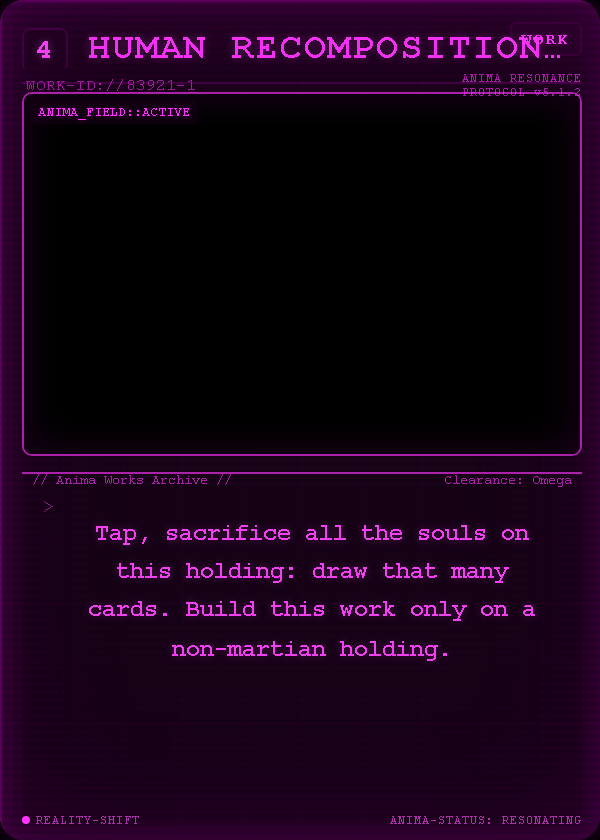 4 HUMAN RECOMPOSITION…
WORK
WORK-ID://83921-1
ANIMA RESONANCE
PROTOCOL v5.1.2
ANIMA_FIELD::ACTIVE
// Anima Works Archive //
Clearance: Omega
>
Tap, sacrifice all the souls on
this holding: draw that many
cards. Build this work only on a
non-martian holding.
REALITY-SHIFT
ANIMA-STATUS: RESONATING